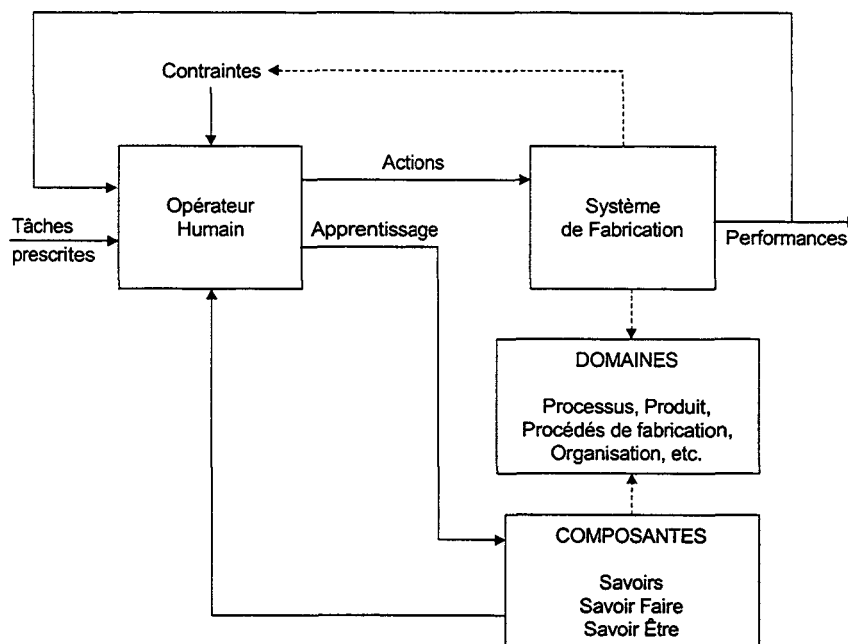 Contraintes
Actions
Opérateur
Humain
Système
de Fabrication
Tâches
prescrites
Apprentissage
Performances
DOMAINES
Processus, Produit,
Procédés de fabrication,
Organisation, etc.
COMPOSANTES
Savoirs
Savoir Faire
Savoir Être